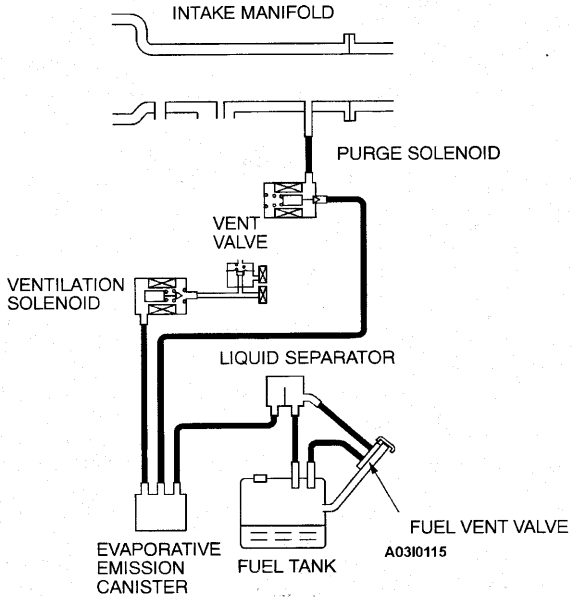 INTAKE MANIFOLD
PURGE SOLENOID
VENT
VALVE
VENTILATION
SOLENOID
LIQUID SEPARATOR
FUEL VENT VALVE
A03I0115
EVAPORATIVE
EMISSION
CANISTER
FUEL TANK